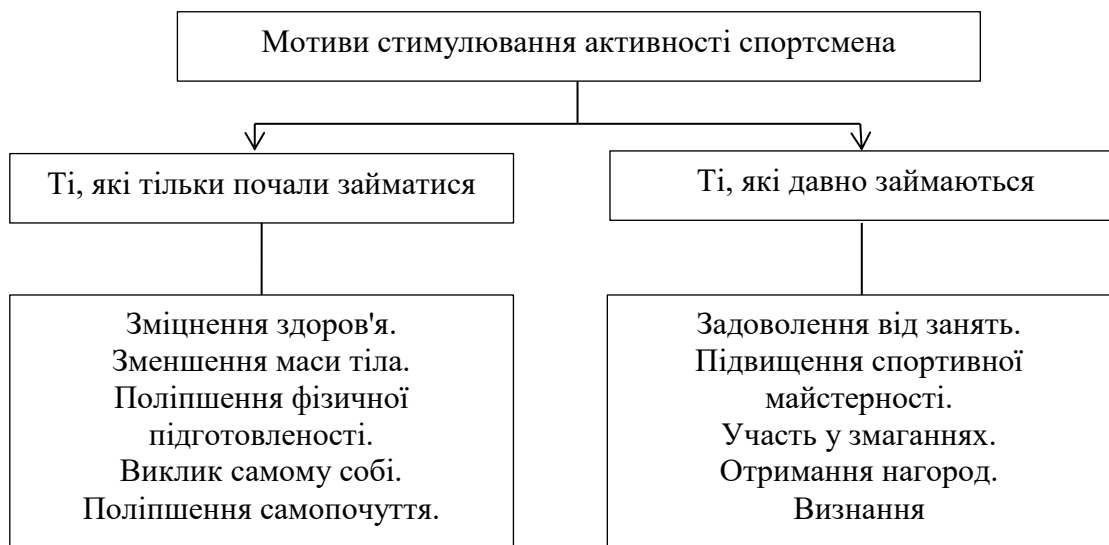 Мотиви стимулювання активності спортсмена
Ті, які тільки почали займатися
Ті, які давно займаються
Зміцнення здоров'я.
Зменшення маси тіла.
Поліпшення фізичної
підготовленості.
Виклик самому собі.
Поліпшення самопочуття.
Задоволення від занять.
Підвищення спортивної
майстерності.
Участь у змаганнях.
Отримання нагород.
Визнання